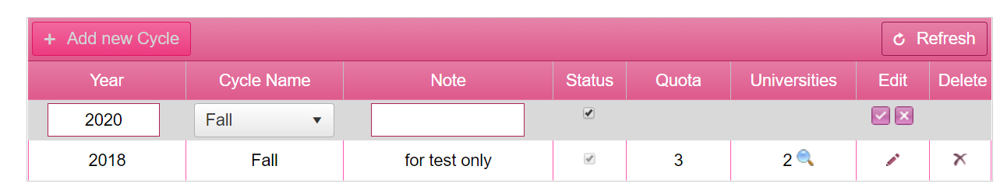 + Add new Cycle Refresh
Year Cycle Name Note Status Quota Universities Edit Delete
2020 Fall
2018 Fall for test only 3 2